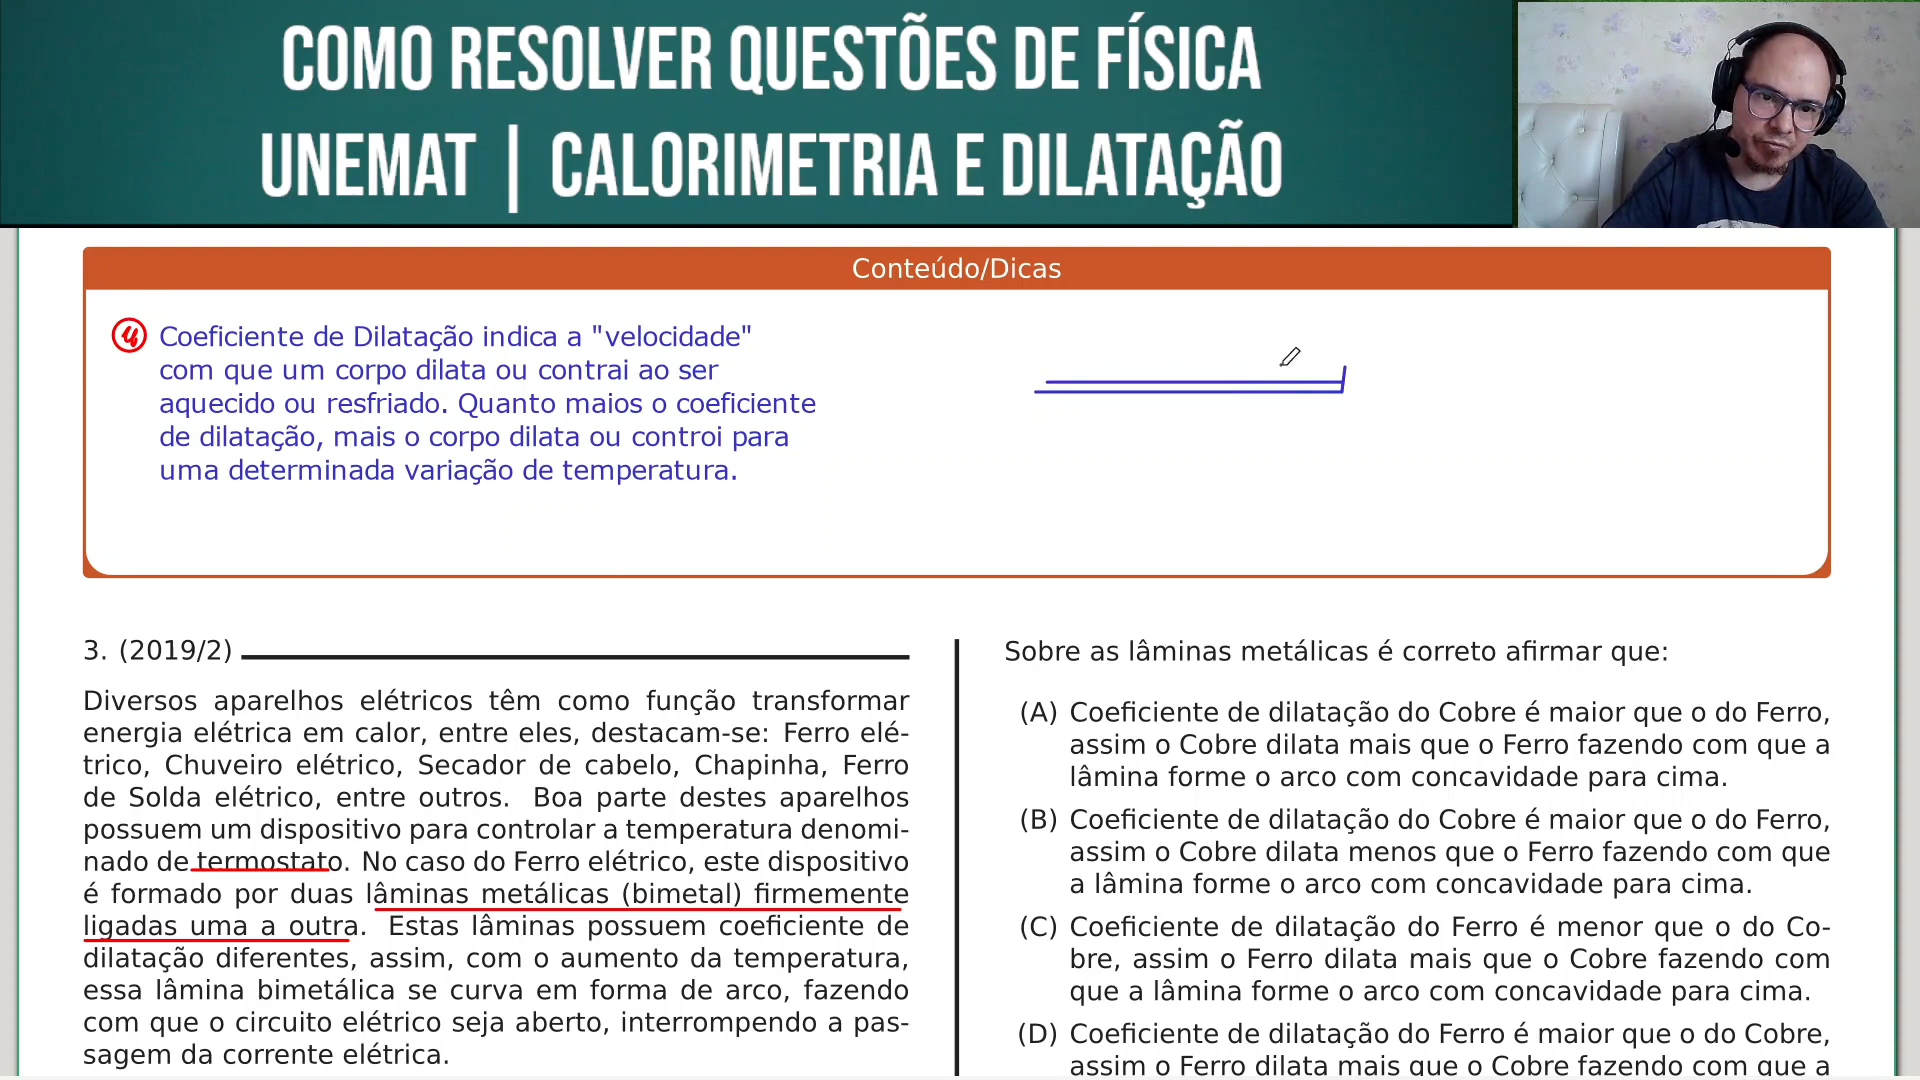 COMO RESOLVER QUESTÕES DE FÍSICA
UNEMAT | CALORIMETRIA E DILATAÇÃO
Conteúdo/Dicas
4 Coeficiente de Dilatação indica a "velocidade"
com que um corpo dilata ou contrai ao ser
aquecido ou resfriado. Quanto maios o coeficiente
de dilatação, mais o corpo dilata ou controi para
uma determinada variação de temperatura.
3. (2019/2)
Diversos aparelhos elétricos têm como função transformar
energia elétrica em calor, entre eles, destacam-se: Ferro elé-
trico, Chuveiro elétrico, Secador de cabelo, Chapinha, Ferro
de Solda elétrico, entre outros. Boa parte destes aparelhos
possuem um dispositivo para controlar a temperatura denomi-
nado de termostato. No caso do Ferro elétrico, este dispositivo
é formado por duas lâminas metálicas (bimetal) firmemente
ligadas uma a outra. Estas lâminas possuem coeficiente de
dilatação diferentes, assim, com o aumento da temperatura,
essa lâmina bimetálica se curva em forma de arco, fazendo
com que o circuito elétrico seja aberto, interrompendo a pas-
sagem da corrente elétrica.
Sobre as lâminas metálicas é correto afirmar que:
(A) Coeficiente de dilatação do Cobre é maior que o do Ferro,
assim o Cobre dilata mais que o Ferro fazendo com que a
lâmina forme o arco com concavidade para cima.
(B) Coeficiente de dilatação do Cobre é maior que o do Ferro,
assim o Cobre dilata menos que o Ferro fazendo com que
a lâmina forme o arco com concavidade para cima.
(C) Coeficiente de dilatação do Ferro é menor que o do Co-
bre, assim o Ferro dilata mais que o Cobre fazendo com
que a lâmina forme o arco com concavidade para cima.
(D) Coeficiente de dilatação do Ferro é maior que o do Cobre,
assim o Ferro dilata mais que o Cobre fazendo com que a